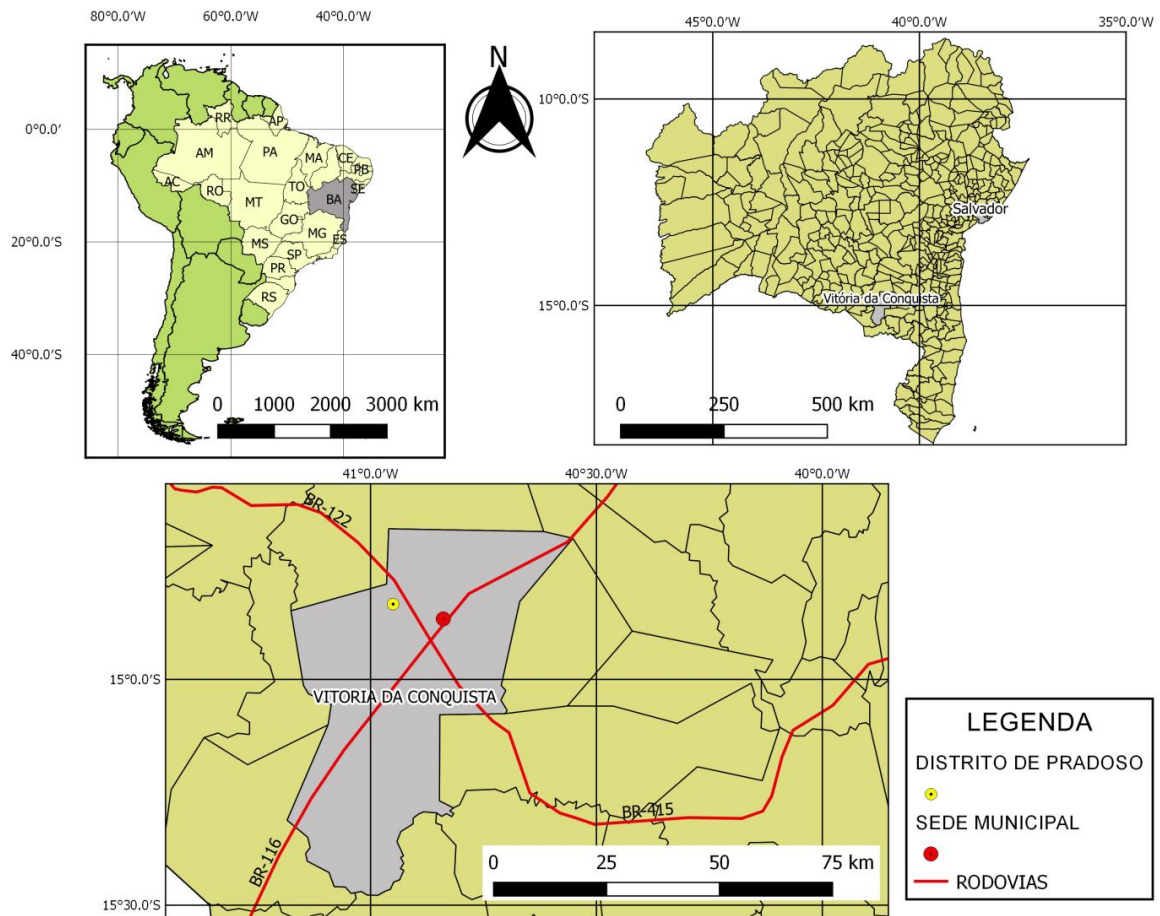 80°0.0'W 60°0.0'W 40°0.0'W
0°0.0'
20°0.0'S
40°0.0'S
RR
AP
AM
PA
MA
CE
PB
AC
RO
TO
SE
BA
MT
GO
MG
ES
MS
SP
PR
RS
0 1000 2000 3000 km
N
45°0.0'W 40°0.0'W 35°0.0'W
10°0.0'S
15°0.0'S
Salvador
Vitória da Conquista
0 250 500 km
41°0.0'W 40°30.0'W 40°0.0'W
15°0.0'S
15°30.0'S
BR-122
VITORIA DA CONQUISTA
BR-415
BR-116
0 25 50 75 km
LEGENDA
DISTRITO DE PRADOSO
SEDE MUNICIPAL
RODOVIAS